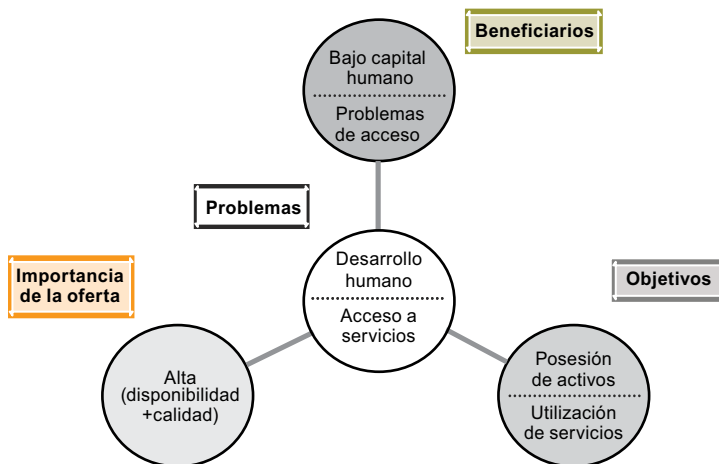 Beneficiarios
Bajo capital
humano
Problemas
de acceso
Problemas
Desarrollo
humano
Acceso a
servicios
Importancia
de la oferta
Objetivos
Alta
(disponibilidad
+calidad)
Posesión
de activos
Utilización
de servicios